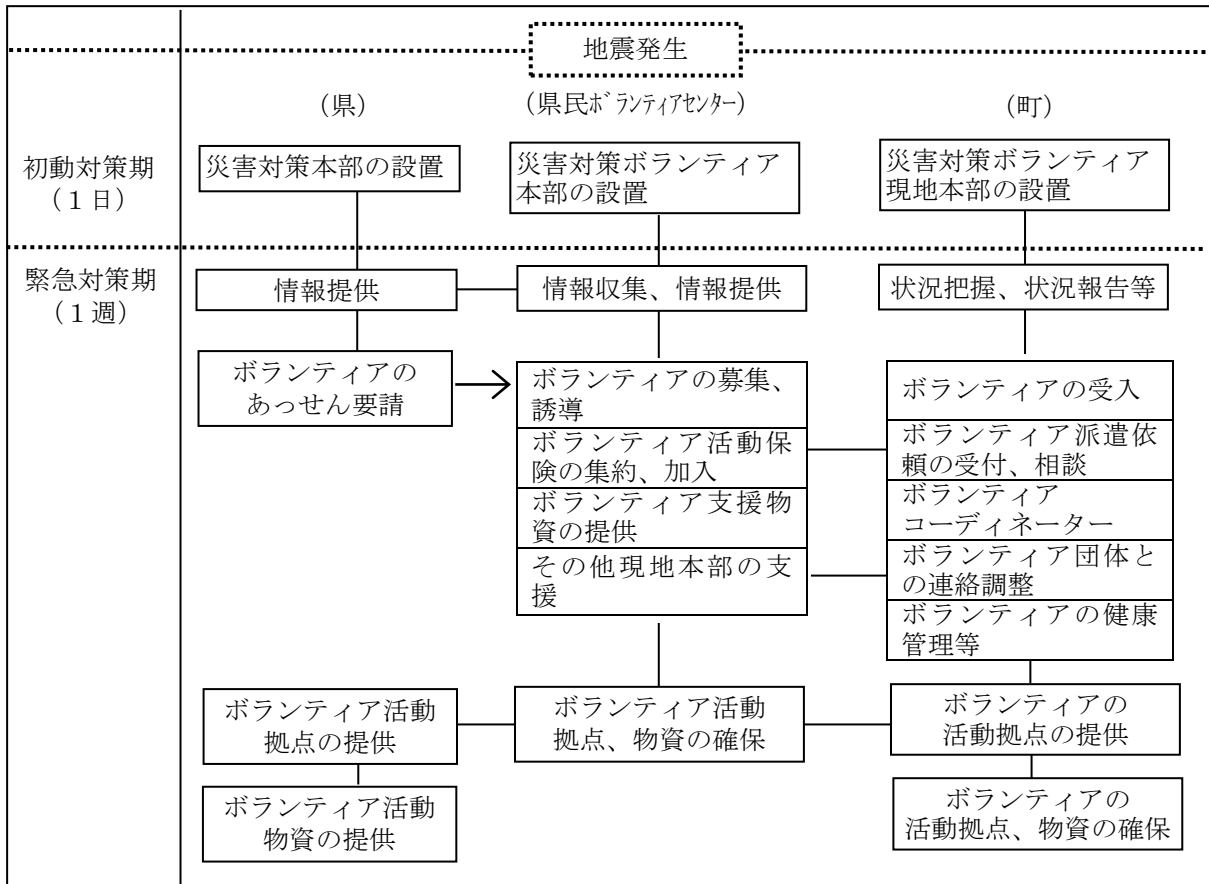 地震発生
(県)
(県民ボランティアセンター)
(町)
初動対策期
(1日)
災害対策本部の設置
災害対策ボランティア
本部の設置
災害対策ボランティア
現地本部の設置
緊急対策期
(1週)
情報提供
情報収集、情報提供
状況把握、状況報告等
ボランティアの
あっせん要請
ボランティアの募集、
誘導
ボランティア活動保
険の集約、加入
ボランティア支援物
資の提供
その他現地本部の支
援
ボランティアの受入
ボランティア派遣依
頼の受付、相談
ボランティア
コーディネーター
ボランティア団体と
の連絡調整
ボランティアの健康
管理等
ボランティア活動
拠点の提供
ボランティア活動
拠点、物資の確保
ボランティアの
活動拠点の提供
ボランティア活動
物資の提供
ボランティアの
活動拠点、物資の確保